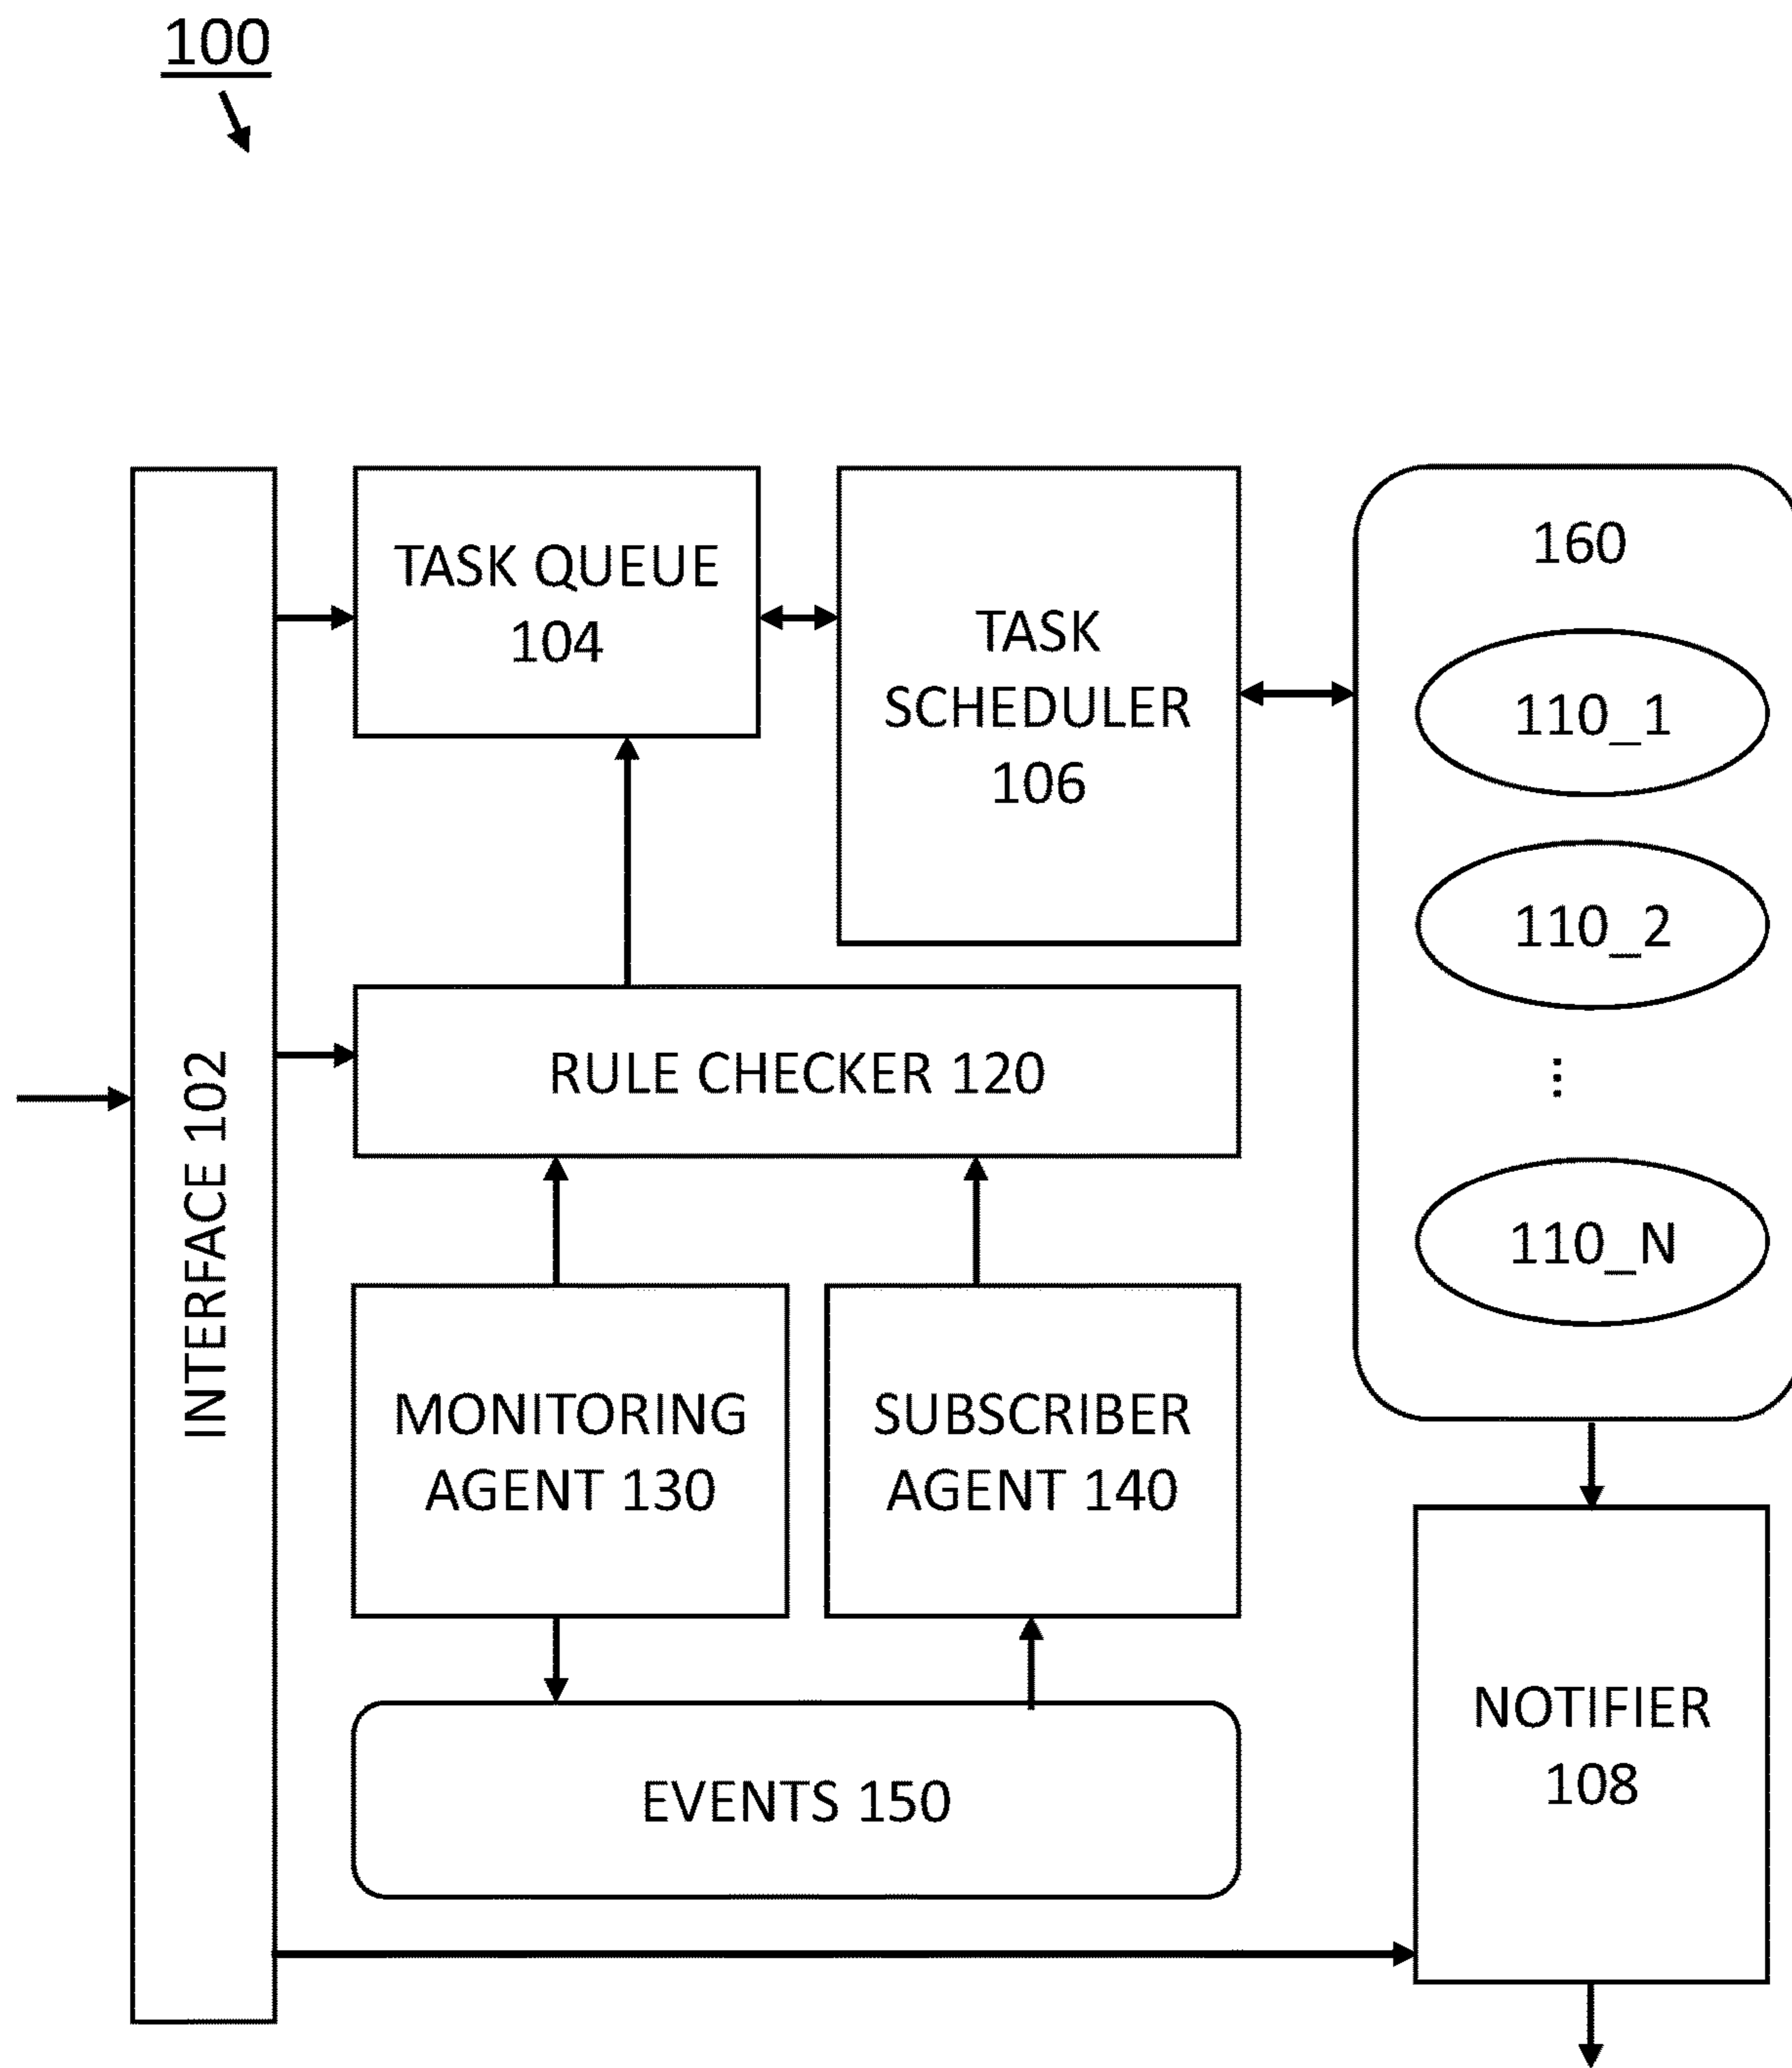 100
INTERFACE 102
TASK QUEUE
104
TASK
SCHEDULER
106
160
110_1
110_2
...
110_N
RULE CHECKER 120
MONITORING
AGENT 130
SUBSCRIBER
AGENT 140
EVENTS 150
NOTIFIER
108